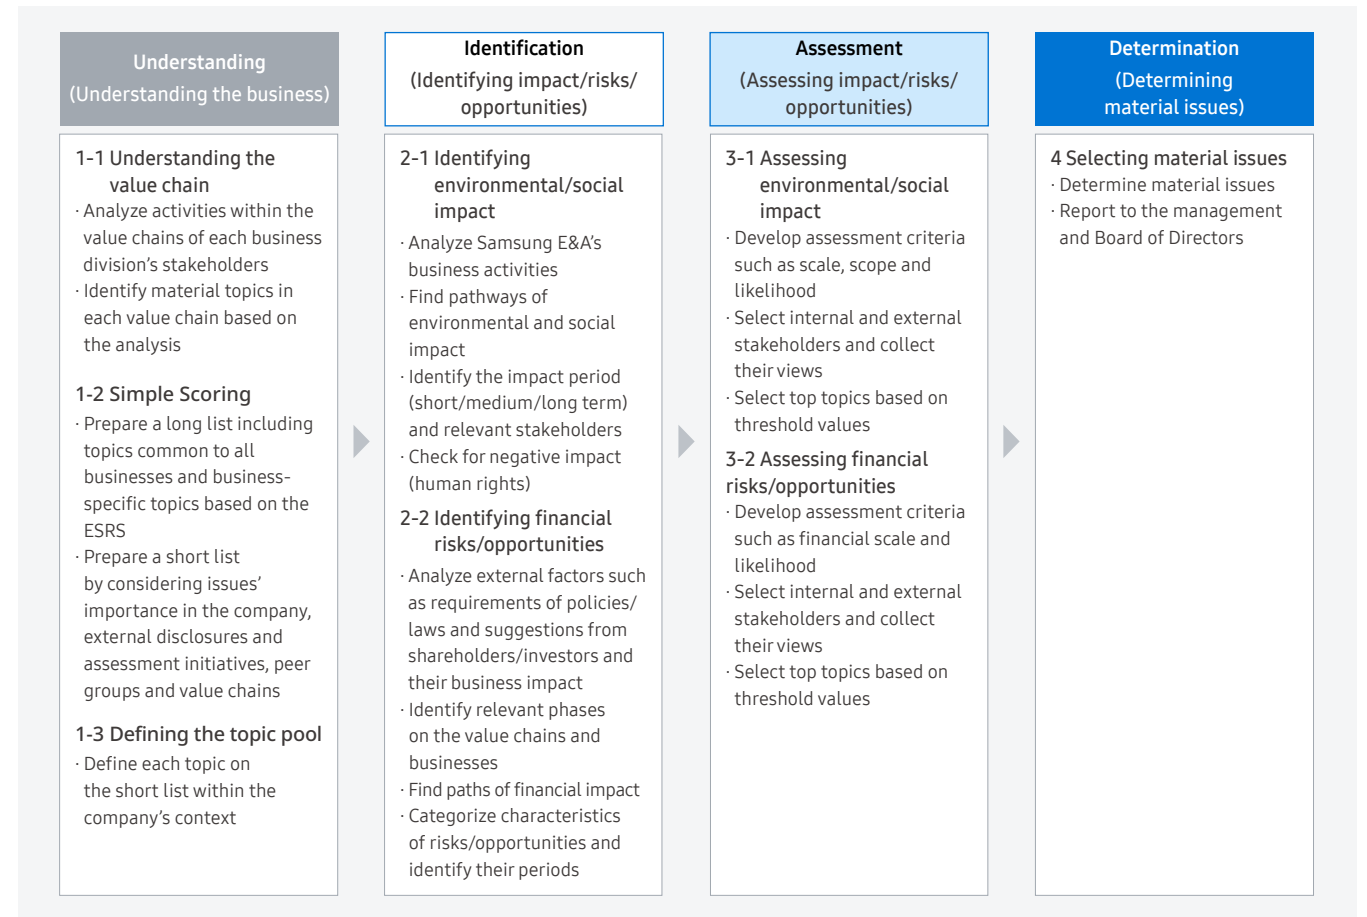 Understanding
(Understanding the business)
1-1 Understanding the
value chain
· Analyze activities within the
value chains of each business
division's stakeholders
· Identify material topics in
each value chain based on
the analysis
1-2 Simple Scoring
· Prepare a long list including
topics common to all
businesses and business-
specific topics based on the
ESRS
· Prepare a short list
by considering issues'
importance in the company,
external disclosures and
assessment initiatives, peer
groups and value chains
1-3 Defining the topic pool
· Define each topic on
the short list within the
company's context
Identification
(Identifying impact/risks/
opportunities)
2-1 Identifying
environmental/social
impact
· Analyze Samsung E&A's
business activities
· Find pathways of
environmental and social
impact
· Identify the impact period
(short/medium/long term)
and relevant stakeholders
· Check for negative impact
(human rights)
2-2 Identifying financial
risks/opportunities
· Analyze external factors such
as requirements of policies/
laws and suggestions from
shareholders/investors and
their business impact
· Identify relevant phases
on the value chains and
businesses
· Find paths of financial impact
· Categorize characteristics
of risks/opportunities and
identify their periods
Assessment
(Assessing impact/risks/
opportunities)
3-1 Assessing
environmental/social
impact
· Develop assessment criteria
such as scale, scope and
likelihood
· Select internal and external
stakeholders and collect
their views
· Select top topics based on
threshold values
3-2 Assessing financial
risks/opportunities
· Develop assessment criteria
such as financial scale and
likelihood
· Select internal and external
stakeholders and collect
their views
· Select top topics based on
threshold values
Determination
(Determining
material issues)
4 Selecting material issues
· Determine material issues
· Report to the management
and Board of Directors